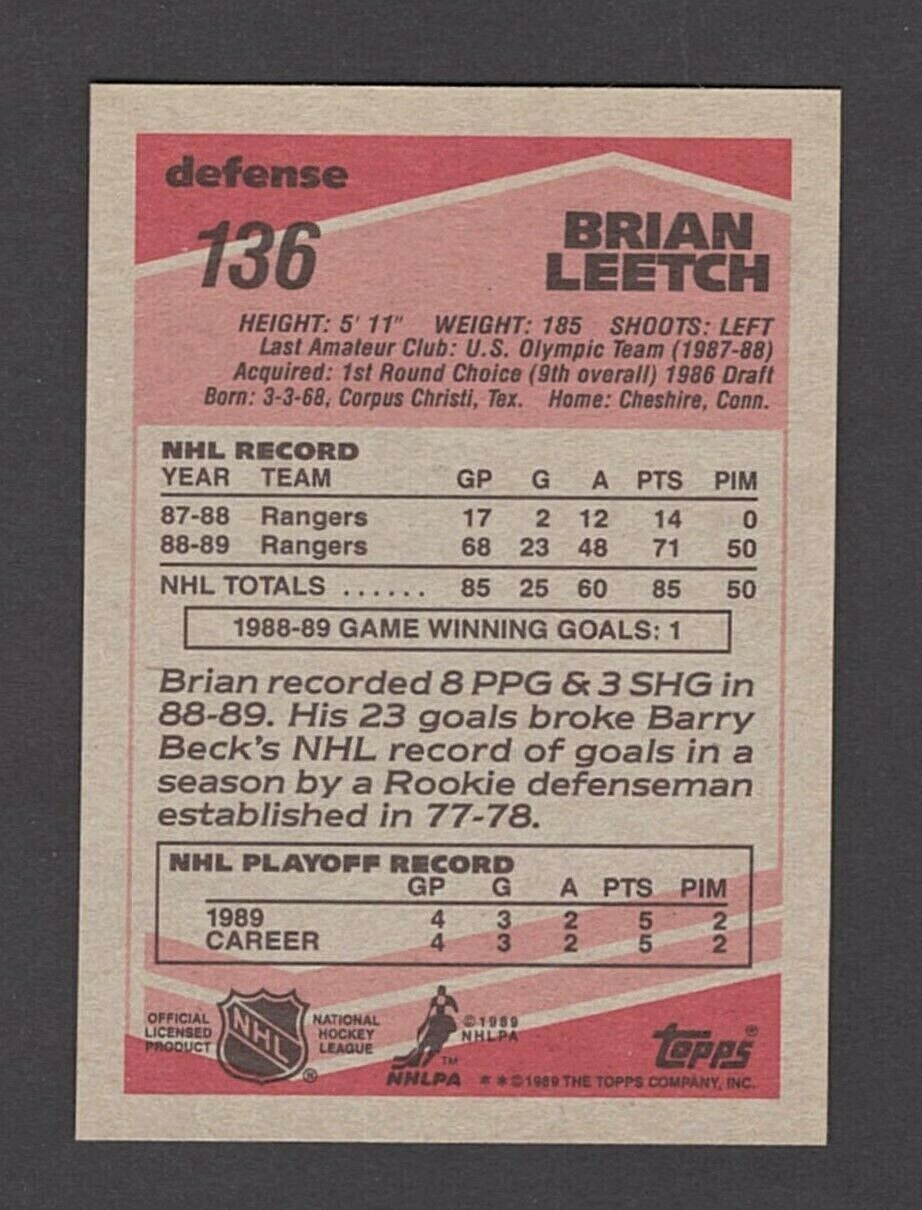 defense
136
BRIAN
LEETCH
HEIGHT: 5' 11" WEIGHT: 185 SHOOTS: LEFT
Last Amateur Club: U.S. Olympic Team (1987-88)
Acquired: 1st Round Choice (9th overall) 1986 Draft
Born: 3-3-68, Corpus Christi, Tex. Home: Cheshire, Conn.
NHL RECORD
YEAR TEAM GP G A PTS PIM
87-88 Rangers 17 2 12 14 0
88-89 Rangers 68 23 48 71 50
NHL TOTALS ...... 85 25 60 85 50
1988-89 GAME WINNING GOALS: 1
Brian recorded 8 PPG & 3 SHG in
88-89. His 23 goals broke Barry
Beck's NHL record of goals in a
season by a Rookie defenseman
established in 77-78.
NHL PLAYOFF RECORD
GP G A PTS PIM
1989 4 3 2 5 2
CAREER 4 3 2 5 2
OFFICIAL
LICENSED
PRODUCT
NHL
®
NATIONAL
HOCKEY
LEAGUE
©1989
NHLPA
TM
NHLPA
topps®
* *©1989 THE TOPPS COMPANY, INC.